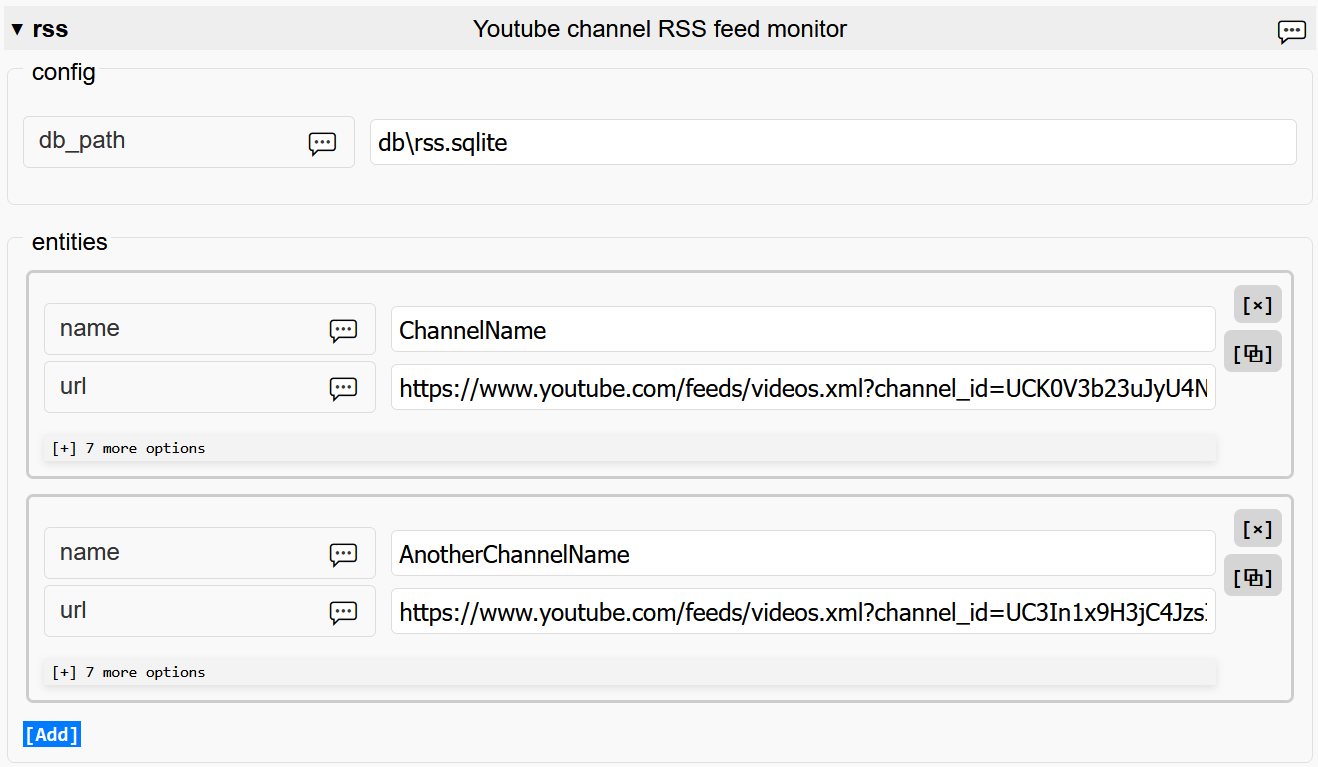 ▼ rss Youtube channel RSS feed monitor
config
db_path db\rss.sqlite
entities
name ChannelName [×]
[⧉]
url https://www.youtube.com/feeds/videos.xml?channel_id=UCK0V3b23uJyU4N
[+] 7 more options
name AnotherChannelName [×]
[⧉]
url https://www.youtube.com/feeds/videos.xml?channel_id=UC3In1x9H3jC4Jzs
[+] 7 more options
[Add]